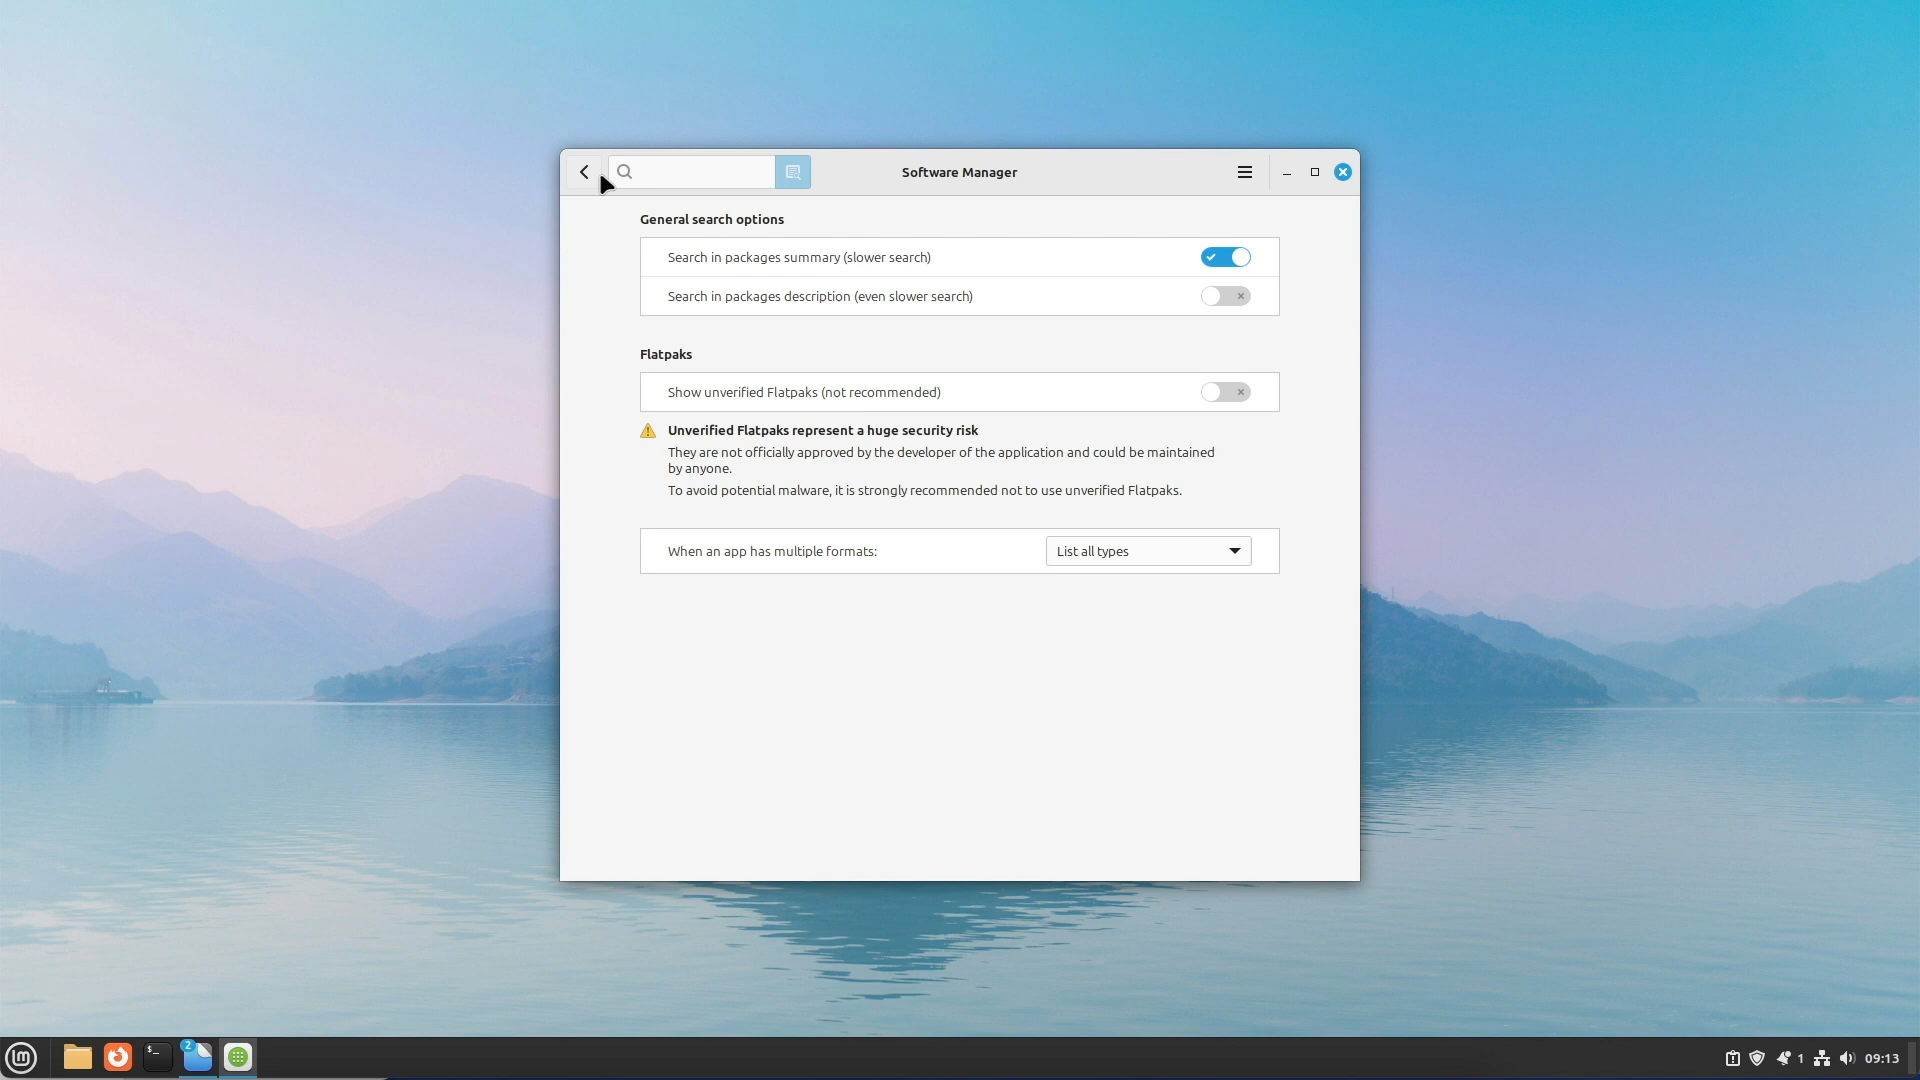 Software Manager
General search options
Search in packages summary (slower search)
Search in packages description (even slower search)
Flatpaks
Show unverified Flatpaks (not recommended)
Unverified Flatpaks represent a huge security risk
They are not officially approved by the developer of the application and could be maintained
by anyone.
To avoid potential malware, it is strongly recommended not to use unverified Flatpaks.
When an app has multiple formats: List all types
$_ 2 1 09:13